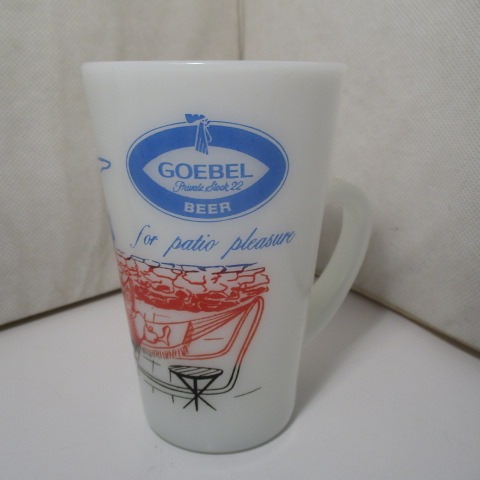 GOEBEL
Private Stock 22
BEER
for patio pleasure